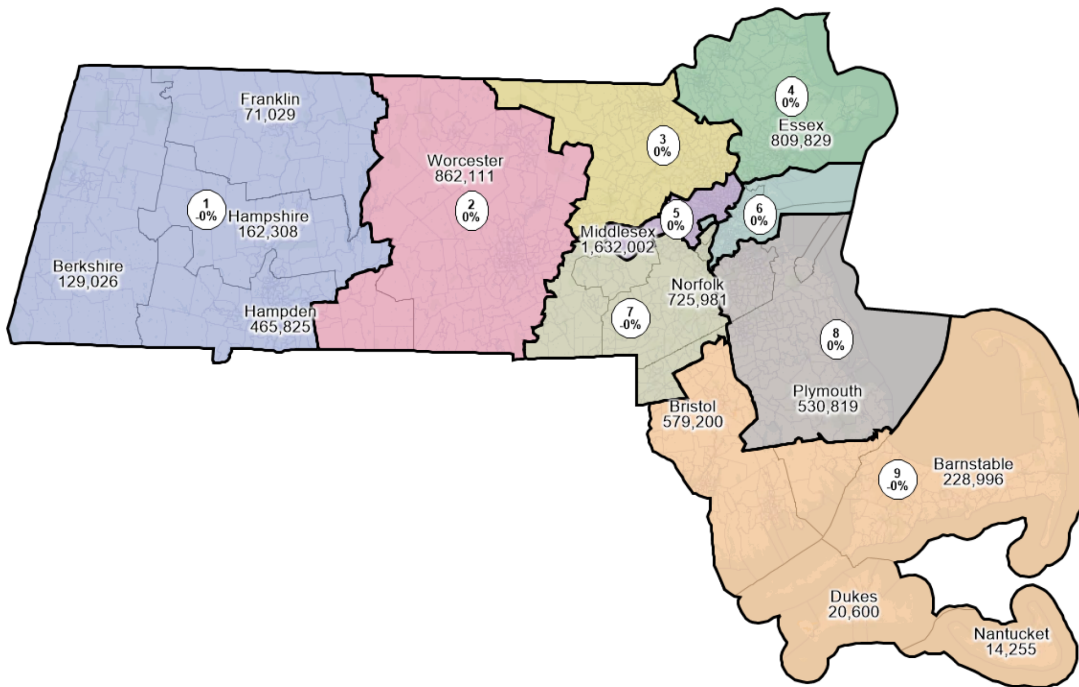 Franklin
71,029
4
0%
Essex
809,829
3
0%
Worcester
862,111
1
-0%
Hampshire
162,308
2
0%
5
0%
6
0%
Middlesex
1,632,002
Berkshire
129,026
Norfolk
725,981
Hampden
465,825
7
-0%
8
0%
Plymouth
530,819
Bristol
579,200
9
-0%
Barnstable
228,996
Dukes
20,600
Nantucket
14,255